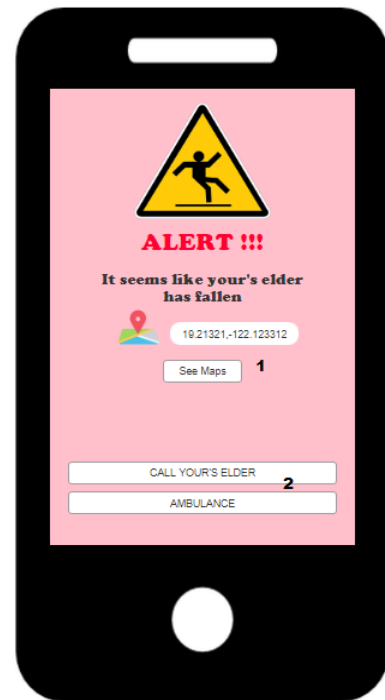 ALERT !!!
It seems like your's elder
has fallen
19.21321,-122.123312
See Maps
1
CALL YOUR'S ELDER
2
AMBULANCE